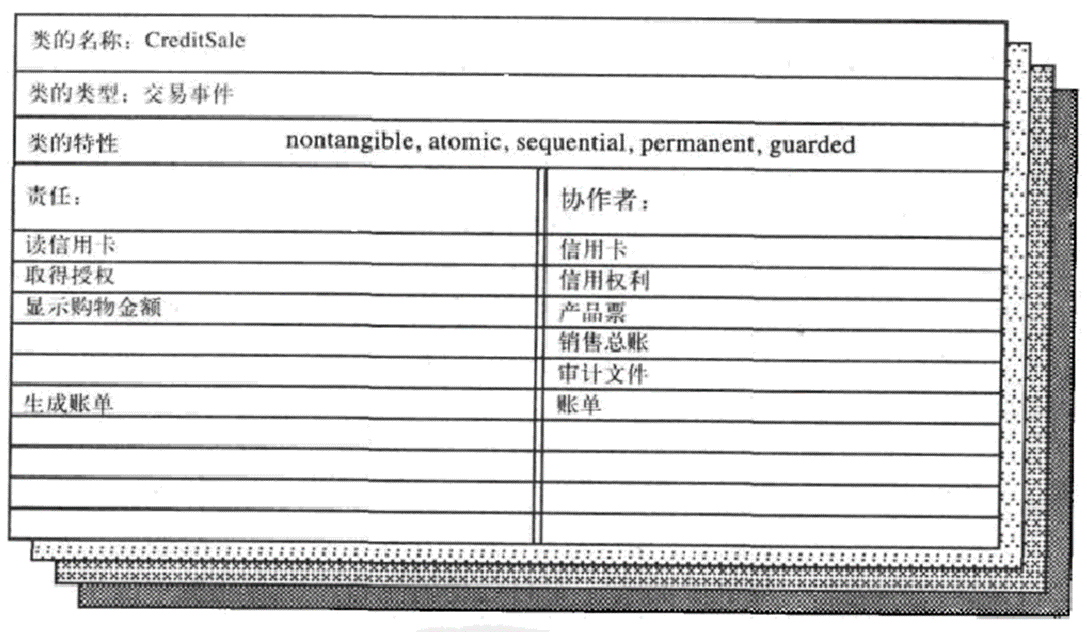 类的名称：CreditSale
类的类型：交易事件
类的特性 nontangible, atomic, sequential, permanent, guarded
责任： 协作者：
读信用卡 信用卡
取得授权 信用权利
显示购物金额 产品票
销售总账
审计文件
生成账单 账单